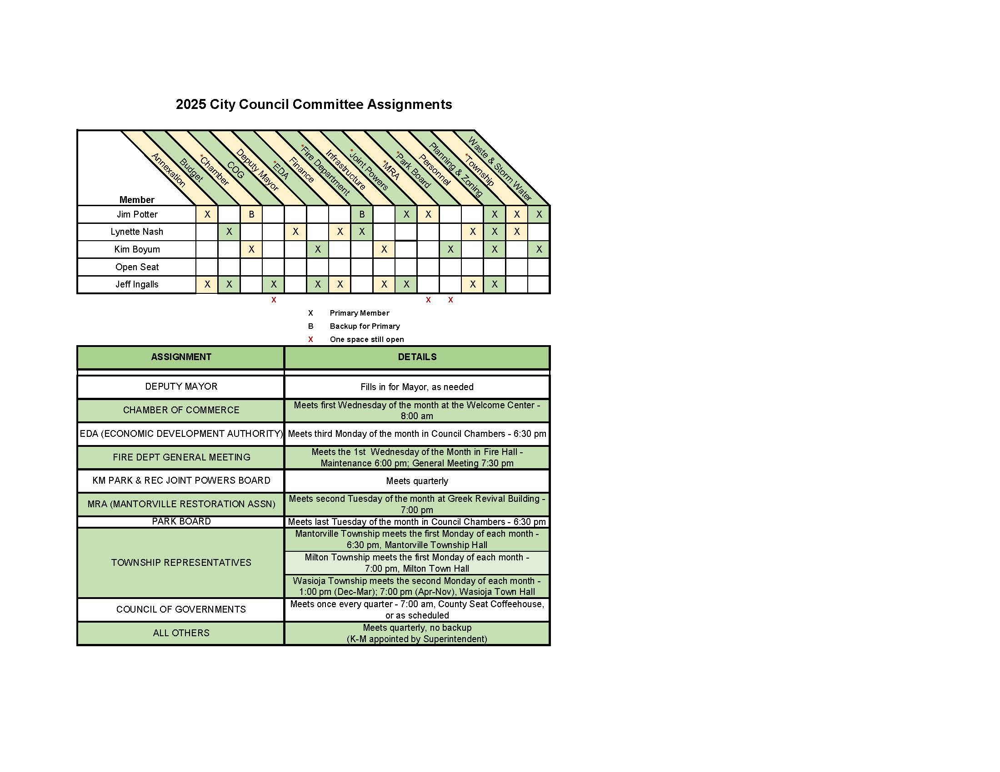 2025 City Council Committee Assignments
Member
Annexation
Budget
*Chamber
COG
Deputy Mayor
*EDA
Finance
*Fire Department
Infrastructure
*Joint Powers
*MRA
*Park Board
Personnel
Planning & Zoning
*Township
Waste & Storm Water
Jim Potter X B B X X X X X
Lynette Nash X X X X X X X
Kim Boyum X X X X X X
Open Seat
Jeff Ingalls X X X X X X X X X
X X X
X Primary Member
B Backup for Primary
X One space still open
ASSIGNMENT DETAILS
DEPUTY MAYOR Fills in for Mayor, as needed
CHAMBER OF COMMERCE
Meets first Wednesday of the month at the Welcome Center -
8:00 am
EDA (ECONOMIC DEVELOPMENT AUTHORITY) Meets third Monday of the month in Council Chambers - 6:30 pm
FIRE DEPT GENERAL MEETING
Meets the 1st Wednesday of the Month in Fire Hall -
Maintenance 6:00 pm; General Meeting 7:30 pm
KM PARK & REC JOINT POWERS BOARD Meets quarterly
MRA (MANTORVILLE RESTORATION ASSN)
Meets second Tuesday of the month at Greek Revival Building -
7:00 pm
PARK BOARD Meets last Tuesday of the month in Council Chambers - 6:30 pm
TOWNSHIP REPRESENTATIVES
Mantorville Township meets the first Monday of each month -
6:30 pm, Mantorville Township Hall
Milton Township meets the first Monday of each month -
7:00 pm, Milton Town Hall
Wasioja Township meets the second Monday of each month -
1:00 pm (Dec-Mar); 7:00 pm (Apr-Nov), Wasioja Town Hall
COUNCIL OF GOVERNMENTS
Meets once every quarter - 7:00 am, County Seat Coffeehouse,
or as scheduled
ALL OTHERS
Meets quarterly, no backup
(K-M appointed by Superintendent)